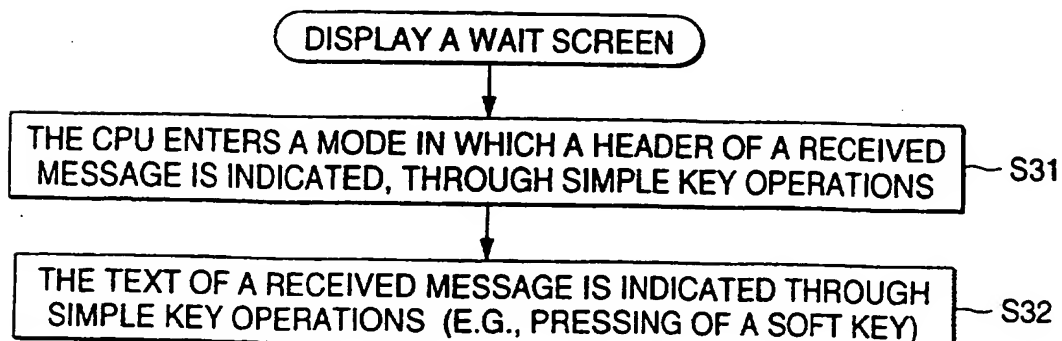 DISPLAY A WAIT SCREEN
THE CPU ENTERS A MODE IN WHICH A HEADER OF A RECEIVED
MESSAGE IS INDICATED, THROUGH SIMPLE KEY OPERATIONS
S31
THE TEXT OF A RECEIVED MESSAGE IS INDICATED THROUGH
SIMPLE KEY OPERATIONS (E.G., PRESSING OF A SOFT KEY)
S32